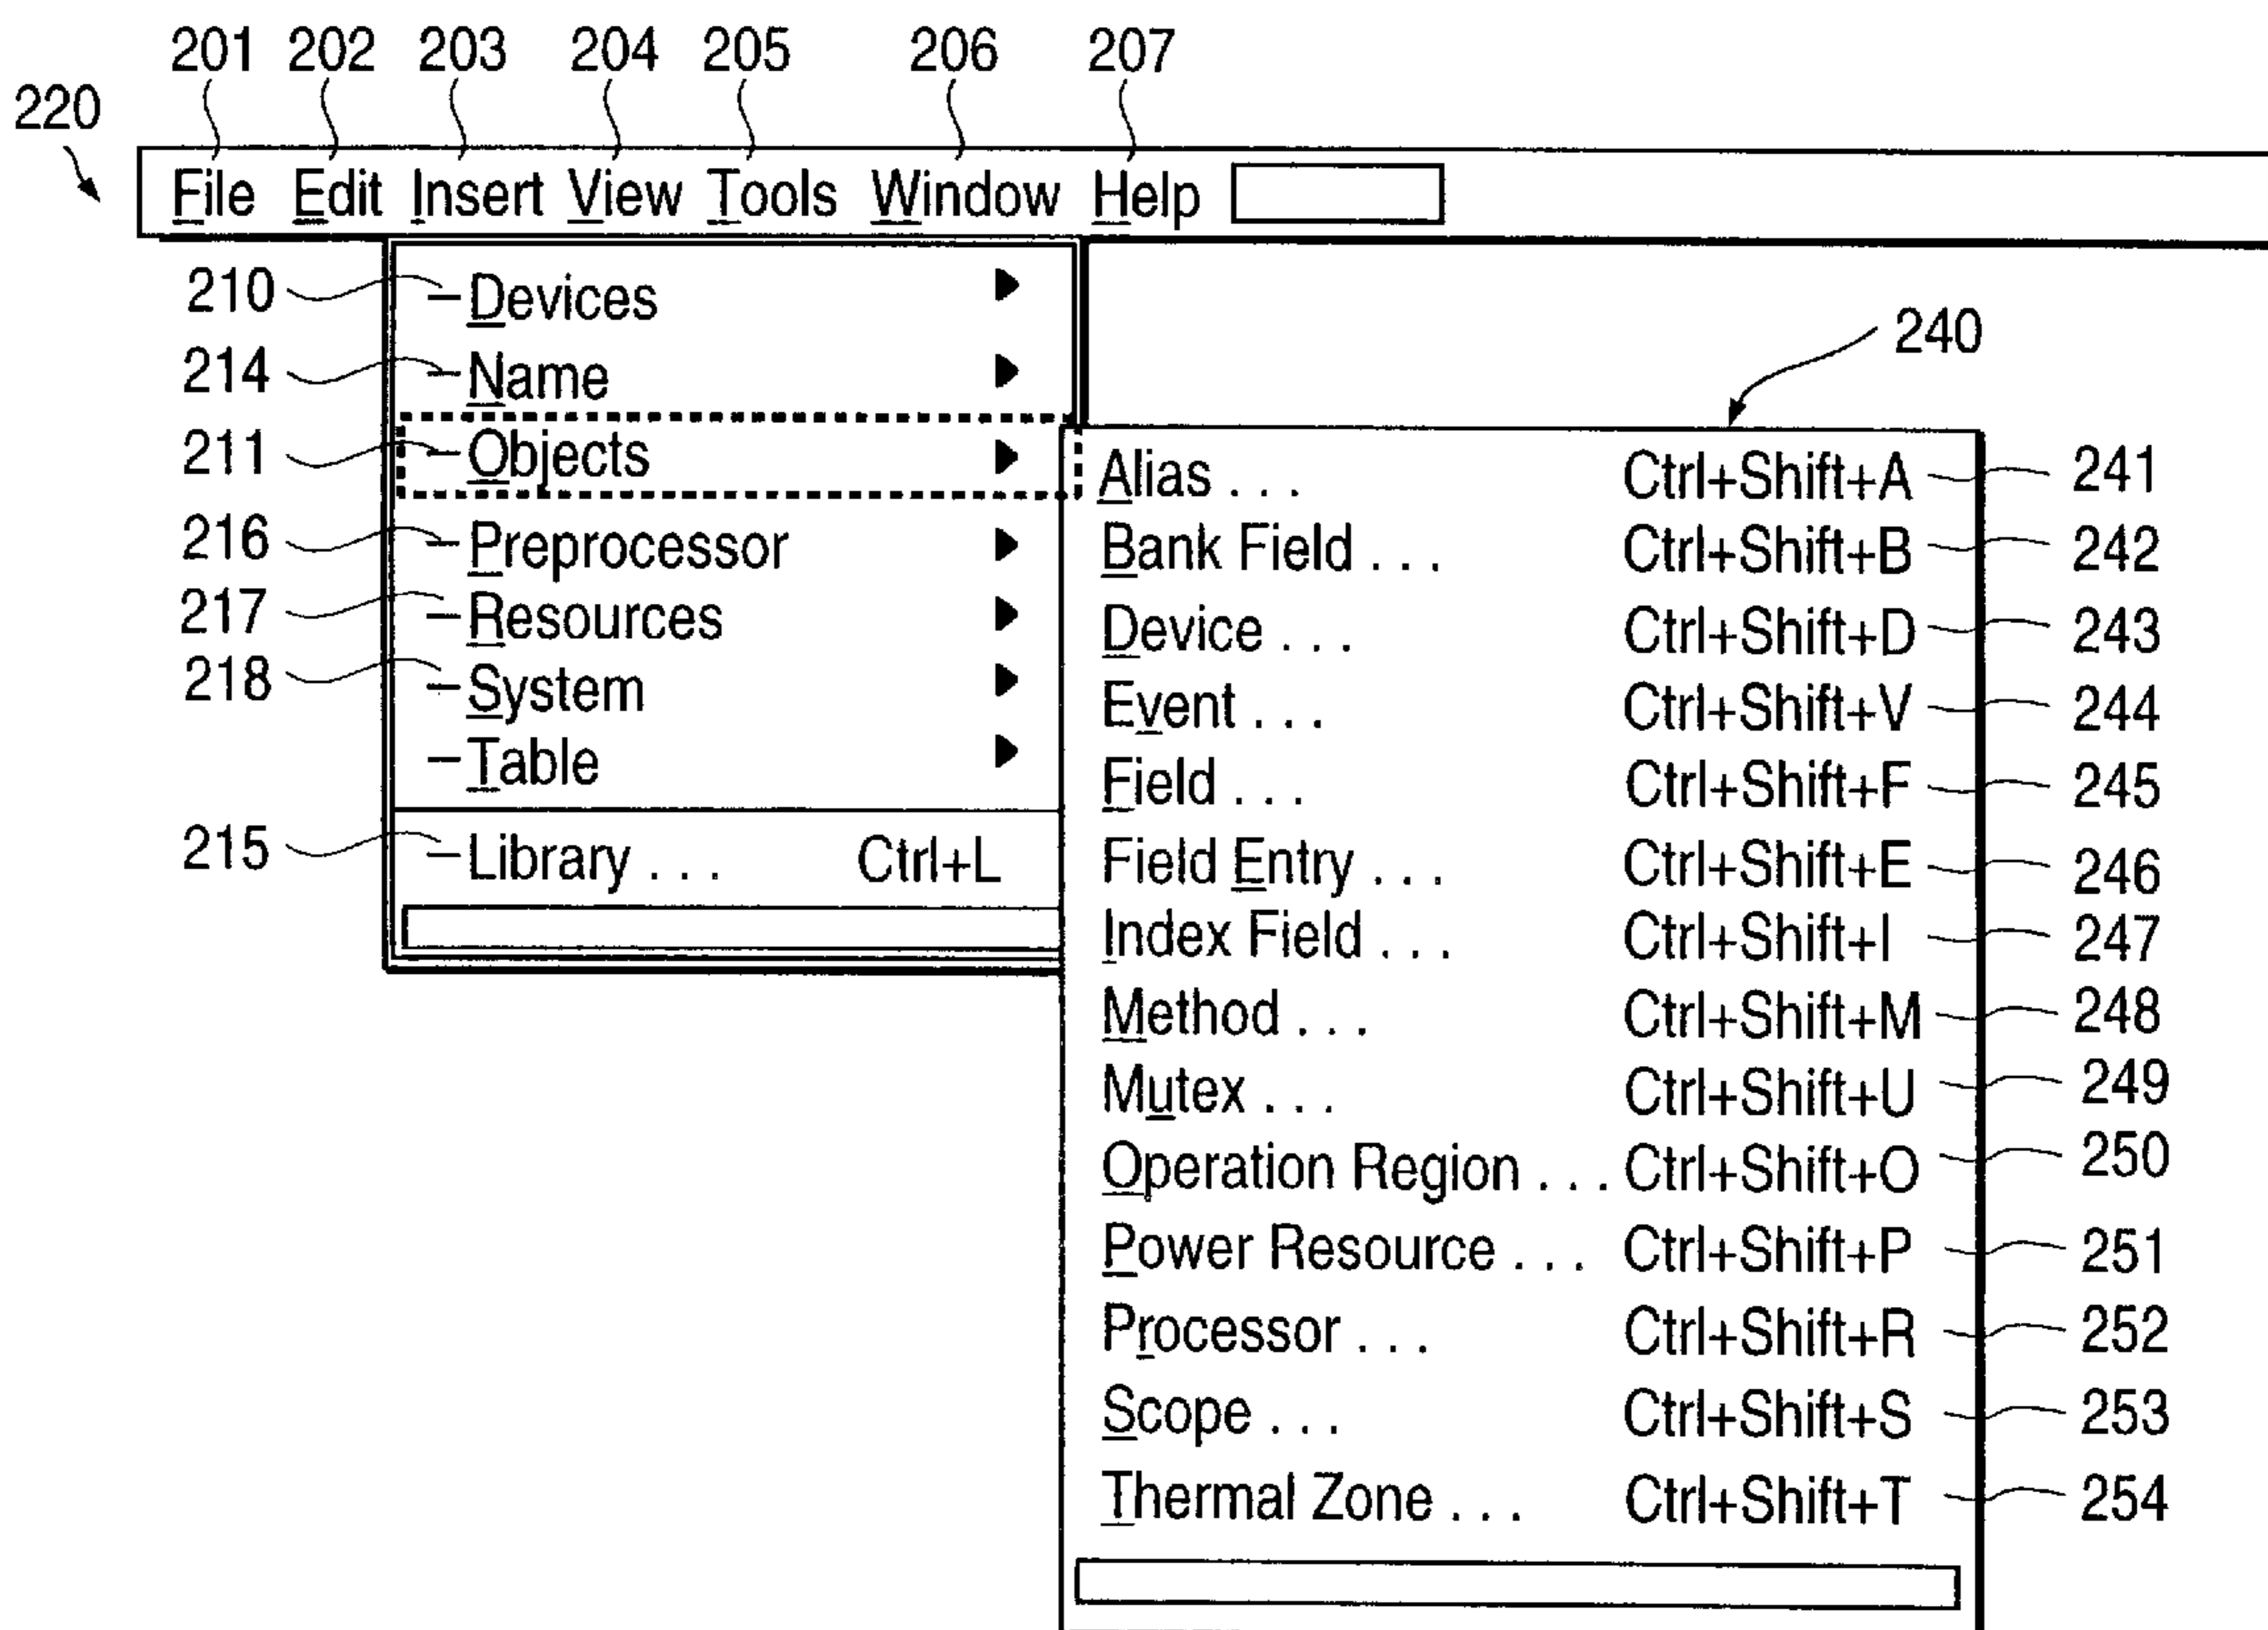 201 202 203 204 205 206 207
220
File Edit Insert View Tools Window Help
210 Devices
214 Name
211 Objects
216 Preprocessor
217 Resources
218 System
Table
215 Library . . . Ctrl+L
240
Alias . . . Ctrl+Shift+A 241
Bank Field . . . Ctrl+Shift+B 242
Device . . . Ctrl+Shift+D 243
Event . . . Ctrl+Shift+V 244
Field . . . Ctrl+Shift+F 245
Field Entry . . . Ctrl+Shift+E 246
Index Field . . . Ctrl+Shift+I 247
Method . . . Ctrl+Shift+M 248
Mutex . . . Ctrl+Shift+U 249
Operation Region . . . Ctrl+Shift+O 250
Power Resource . . . Ctrl+Shift+P 251
Processor . . . Ctrl+Shift+R 252
Scope . . . Ctrl+Shift+S 253
Thermal Zone . . . Ctrl+Shift+T 254